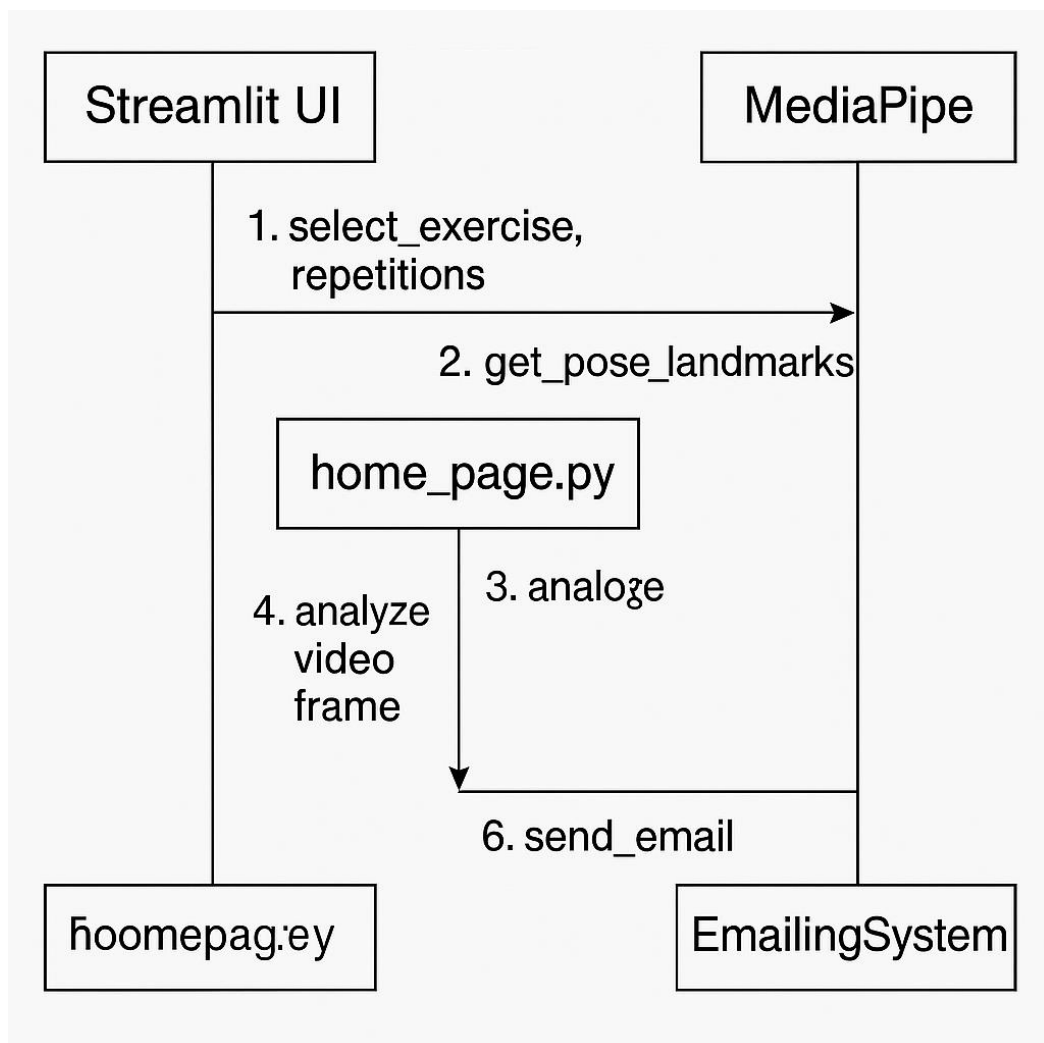 Streamlit UI
MediaPipe
1. select_exercise,
repetitions
2. get_pose_landmarks
home_page.py
3.
4. analyze
video
frame
6. send_email
EmailingSystem